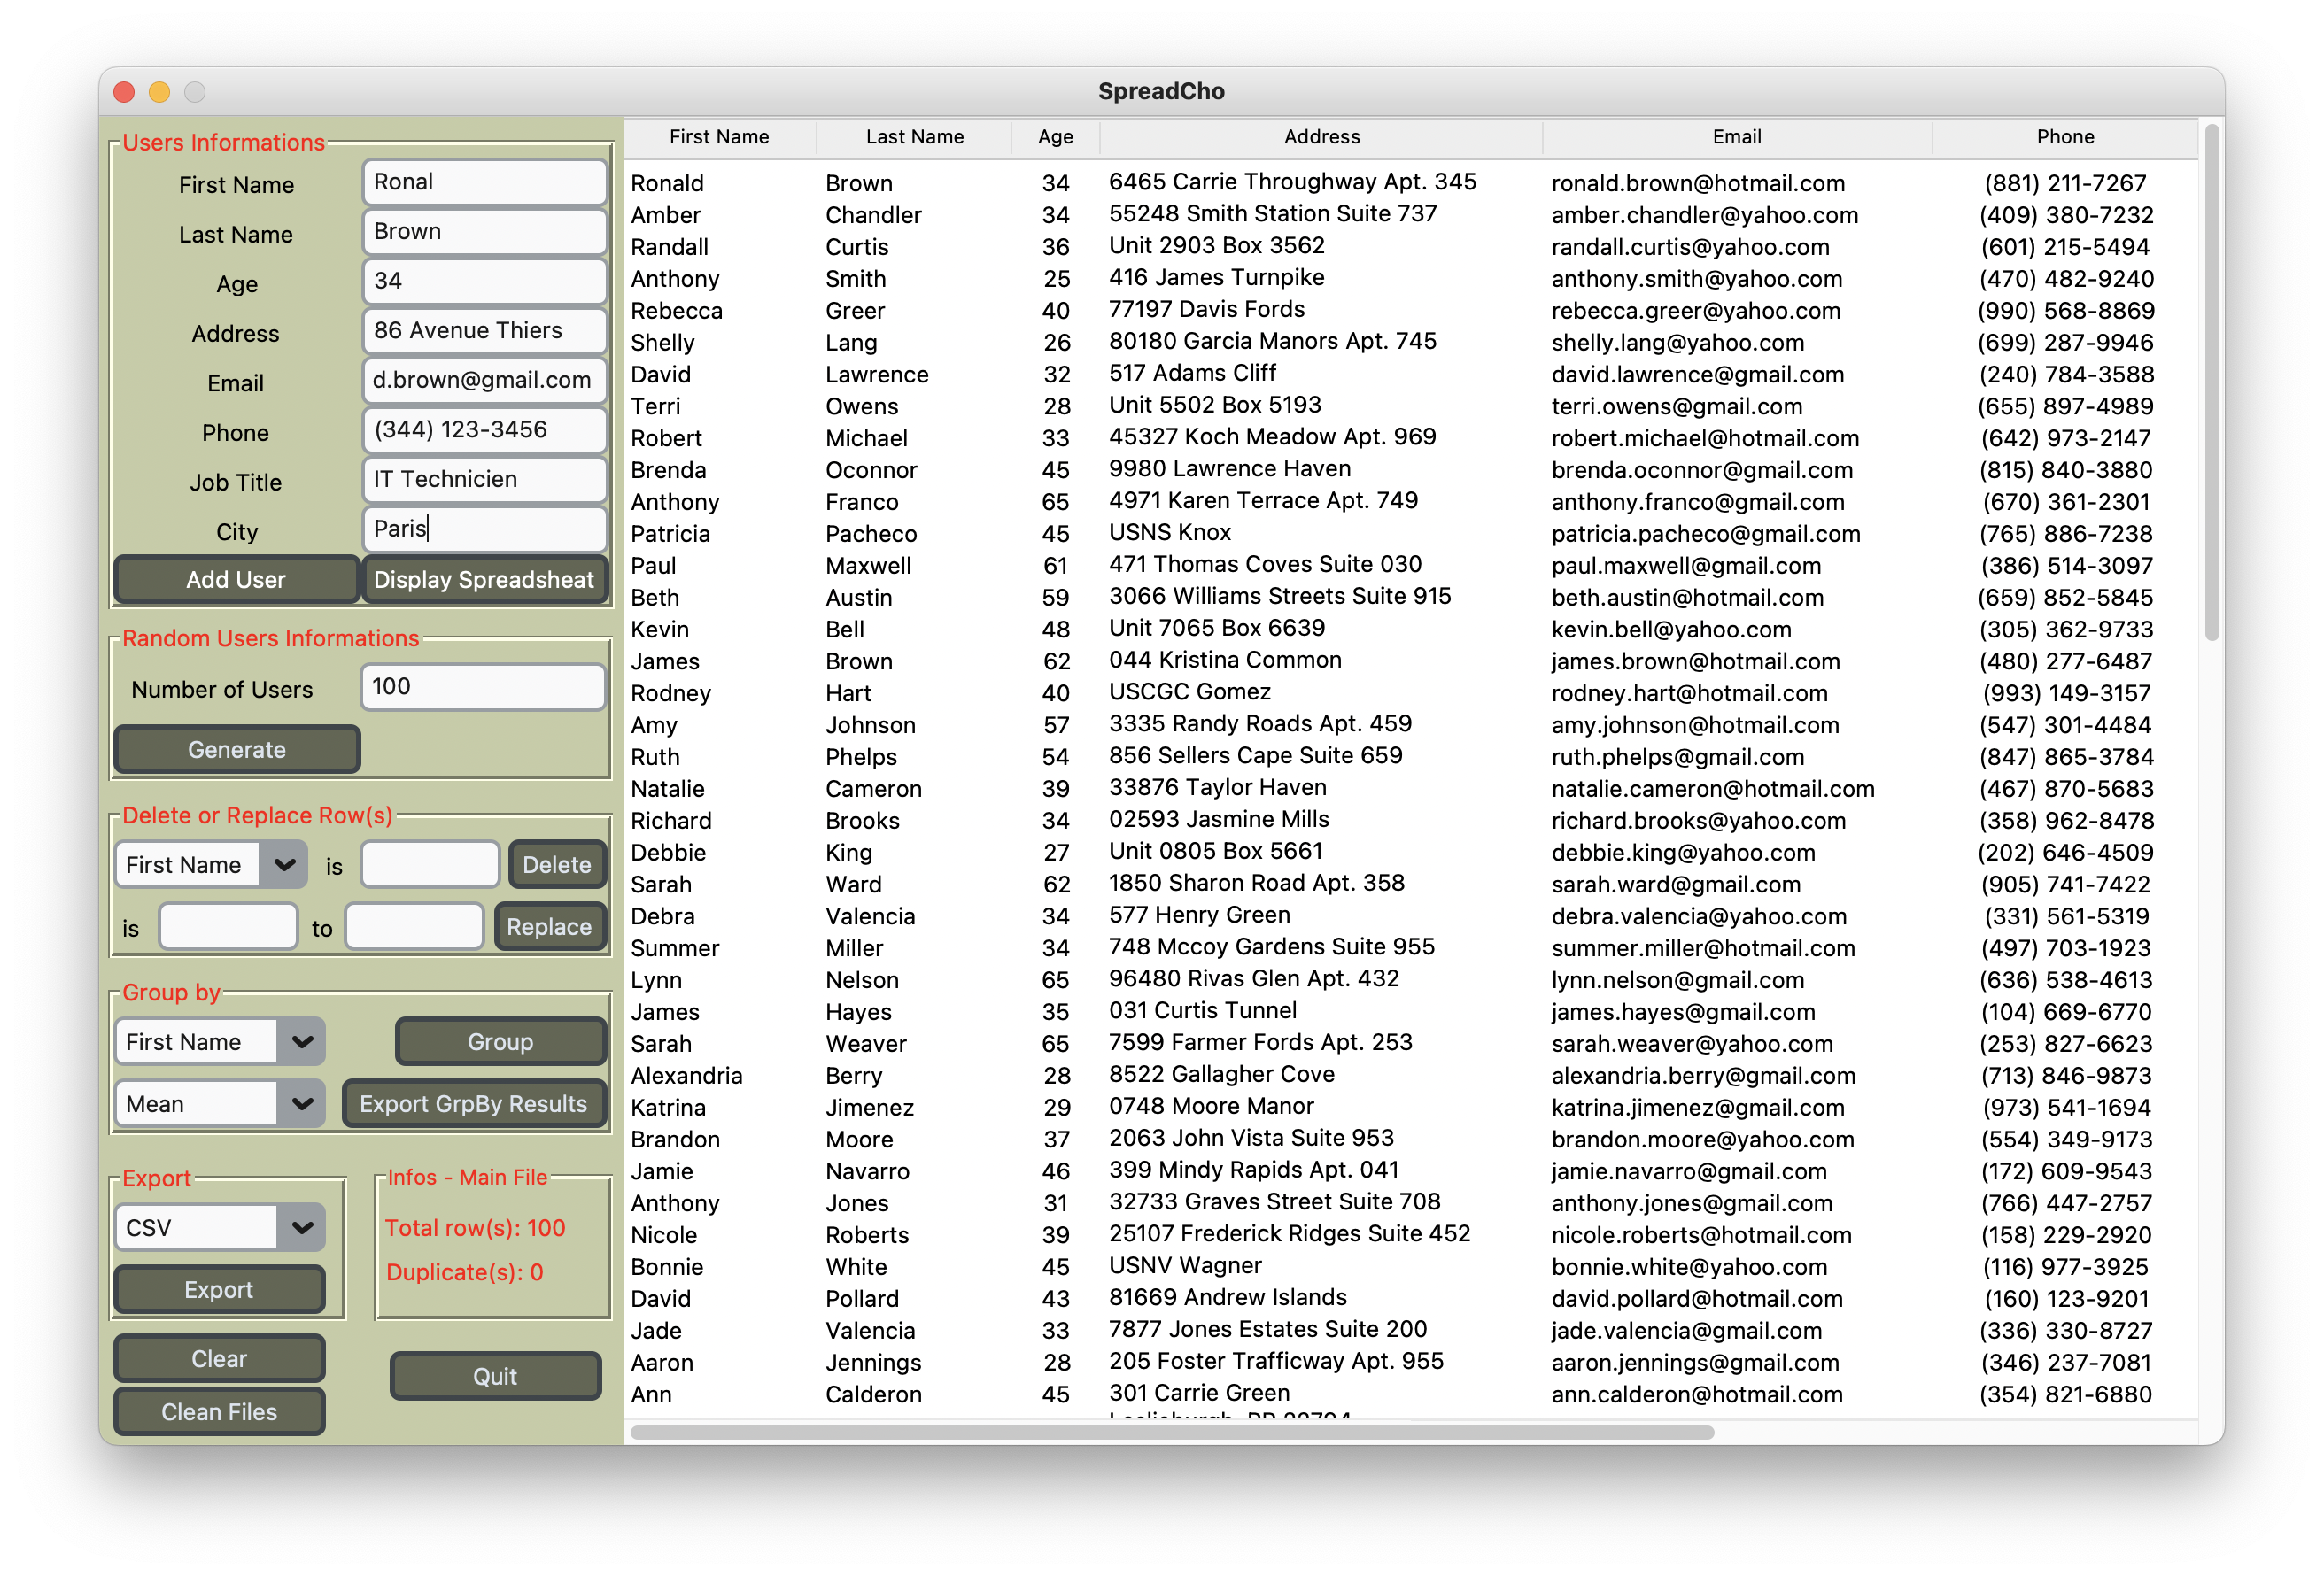 SpreadCho
Users Informations
First Name Ronal
Last Name Brown
Age 34
Address 86 Avenue Thiers
Email d.brown@gmail.com
Phone (344) 123-3456
Job Title IT Technicien
City Paris
Add User Display Spreadsheat
Random Users Informations
Number of Users 100
Generate
Delete or Replace Row(s)
First Name is Delete
is to Replace
Group by
First Name Group
Mean Export GrpBy Results
Export
CSV
Export
Infos - Main File
Total row(s): 100
Duplicate(s): 0
Clear
Quit
Clean Files
First Name Last Name Age Address Email Phone
Ronald Brown 34 6465 Carrie Throughway Apt. 345 ronald.brown@hotmail.com (881) 211-7267
Amber Chandler 34 55248 Smith Station Suite 737 amber.chandler@yahoo.com (409) 380-7232
Randall Curtis 36 Unit 2903 Box 3562 randall.curtis@yahoo.com (601) 215-5494
Anthony Smith 25 416 James Turnpike anthony.smith@yahoo.com (470) 482-9240
Rebecca Greer 40 77197 Davis Fords rebecca.greer@yahoo.com (990) 568-8869
Shelly Lang 26 80180 Garcia Manors Apt. 745 shelly.lang@yahoo.com (699) 287-9946
David Lawrence 32 517 Adams Cliff david.lawrence@gmail.com (240) 784-3588
Terri Owens 28 Unit 5502 Box 5193 terri.owens@gmail.com (655) 897-4989
Robert Michael 33 45327 Koch Meadow Apt. 969 robert.michael@hotmail.com (642) 973-2147
Brenda Oconnor 45 9980 Lawrence Haven brenda.oconnor@gmail.com (815) 840-3880
Anthony Franco 65 4971 Karen Terrace Apt. 749 anthony.franco@gmail.com (670) 361-2301
Patricia Pacheco 45 USNS Knox patricia.pacheco@gmail.com (765) 886-7238
Paul Maxwell 61 471 Thomas Coves Suite 030 paul.maxwell@gmail.com (386) 514-3097
Beth Austin 59 3066 Williams Streets Suite 915 beth.austin@hotmail.com (659) 852-5845
Kevin Bell 48 Unit 7065 Box 6639 kevin.bell@yahoo.com (305) 362-9733
James Brown 62 044 Kristina Common james.brown@hotmail.com (480) 277-6487
Rodney Hart 40 USCGC Gomez rodney.hart@hotmail.com (993) 149-3157
Amy Johnson 57 3335 Randy Roads Apt. 459 amy.johnson@hotmail.com (547) 301-4484
Ruth Phelps 54 856 Sellers Cape Suite 659 ruth.phelps@gmail.com (847) 865-3784
Natalie Cameron 39 33876 Taylor Haven natalie.cameron@hotmail.com (467) 870-5683
Richard Brooks 34 02593 Jasmine Mills richard.brooks@yahoo.com (358) 962-8478
Debbie King 27 Unit 0805 Box 5661 debbie.king@yahoo.com (202) 646-4509
Sarah Ward 62 1850 Sharon Road Apt. 358 sarah.ward@gmail.com (905) 741-7422
Debra Valencia 34 577 Henry Green debra.valencia@yahoo.com (331) 561-5319
Summer Miller 34 748 Mccoy Gardens Suite 955 summer.miller@hotmail.com (497) 703-1923
Lynn Nelson 65 96480 Rivas Glen Apt. 432 lynn.nelson@gmail.com (636) 538-4613
James Hayes 35 031 Curtis Tunnel james.hayes@gmail.com (104) 669-6770
Sarah Weaver 65 7599 Farmer Fords Apt. 253 sarah.weaver@yahoo.com (253) 827-6623
Alexandria Berry 28 8522 Gallagher Cove alexandria.berry@gmail.com (713) 846-9873
Katrina Jimenez 29 0748 Moore Manor katrina.jimenez@gmail.com (973) 541-1694
Brandon Moore 37 2063 John Vista Suite 953 brandon.moore@yahoo.com (554) 349-9173
Jamie Navarro 46 399 Mindy Rapids Apt. 041 jamie.navarro@gmail.com (172) 609-9543
Anthony Jones 31 32733 Graves Street Suite 708 anthony.jones@gmail.com (766) 447-2757
Nicole Roberts 39 25107 Frederick Ridges Suite 452 nicole.roberts@hotmail.com (158) 229-2920
Bonnie White 45 USNV Wagner bonnie.white@yahoo.com (116) 977-3925
David Pollard 43 81669 Andrew Islands david.pollard@hotmail.com (160) 123-9201
Jade Valencia 33 7877 Jones Estates Suite 200 jade.valencia@gmail.com (336) 330-8727
Aaron Jennings 28 205 Foster Trafficway Apt. 955 aaron.jennings@gmail.com (346) 237-7081
Ann Calderon 45 301 Carrie Green ann.calderon@hotmail.com (354) 821-6880